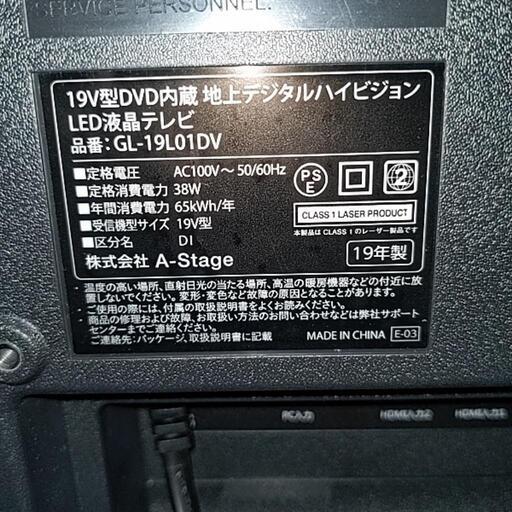 SERVICE PERSONNEL.
19V型DVD内蔵 地上デジタルハイビジョン
LED液晶テレビ
品番：GL-19L01DV
■定格電圧 AC100V～50/60Hz
■定格消費電力 38W
■年間消費電力 65kWh/年
■受信機型サイズ 19V型
■区分名 DI
株式会社 A-Stage
PS
E
2
CLASS 1 LASER PRODUCT
本製品は CLASS 1 のレーザー製品です
19年製
・温度の高い場所、直射日光の当たる場所、高温の暖房機器などの付近に放
置しないでください。変形・変色など故障の原因となることがあります。
・ご使用の際には、付属の取扱説明書をよくお読みください。
・商品の修理および故障、お取り扱い方法のお問い合わせなどは弊社サポート
センターまでご連絡ください。
ご連絡先：パッケージ、取扱説明書に記載
MADE IN CHINA
E-03
PC入力
HDMI入力2
HDMI入力1